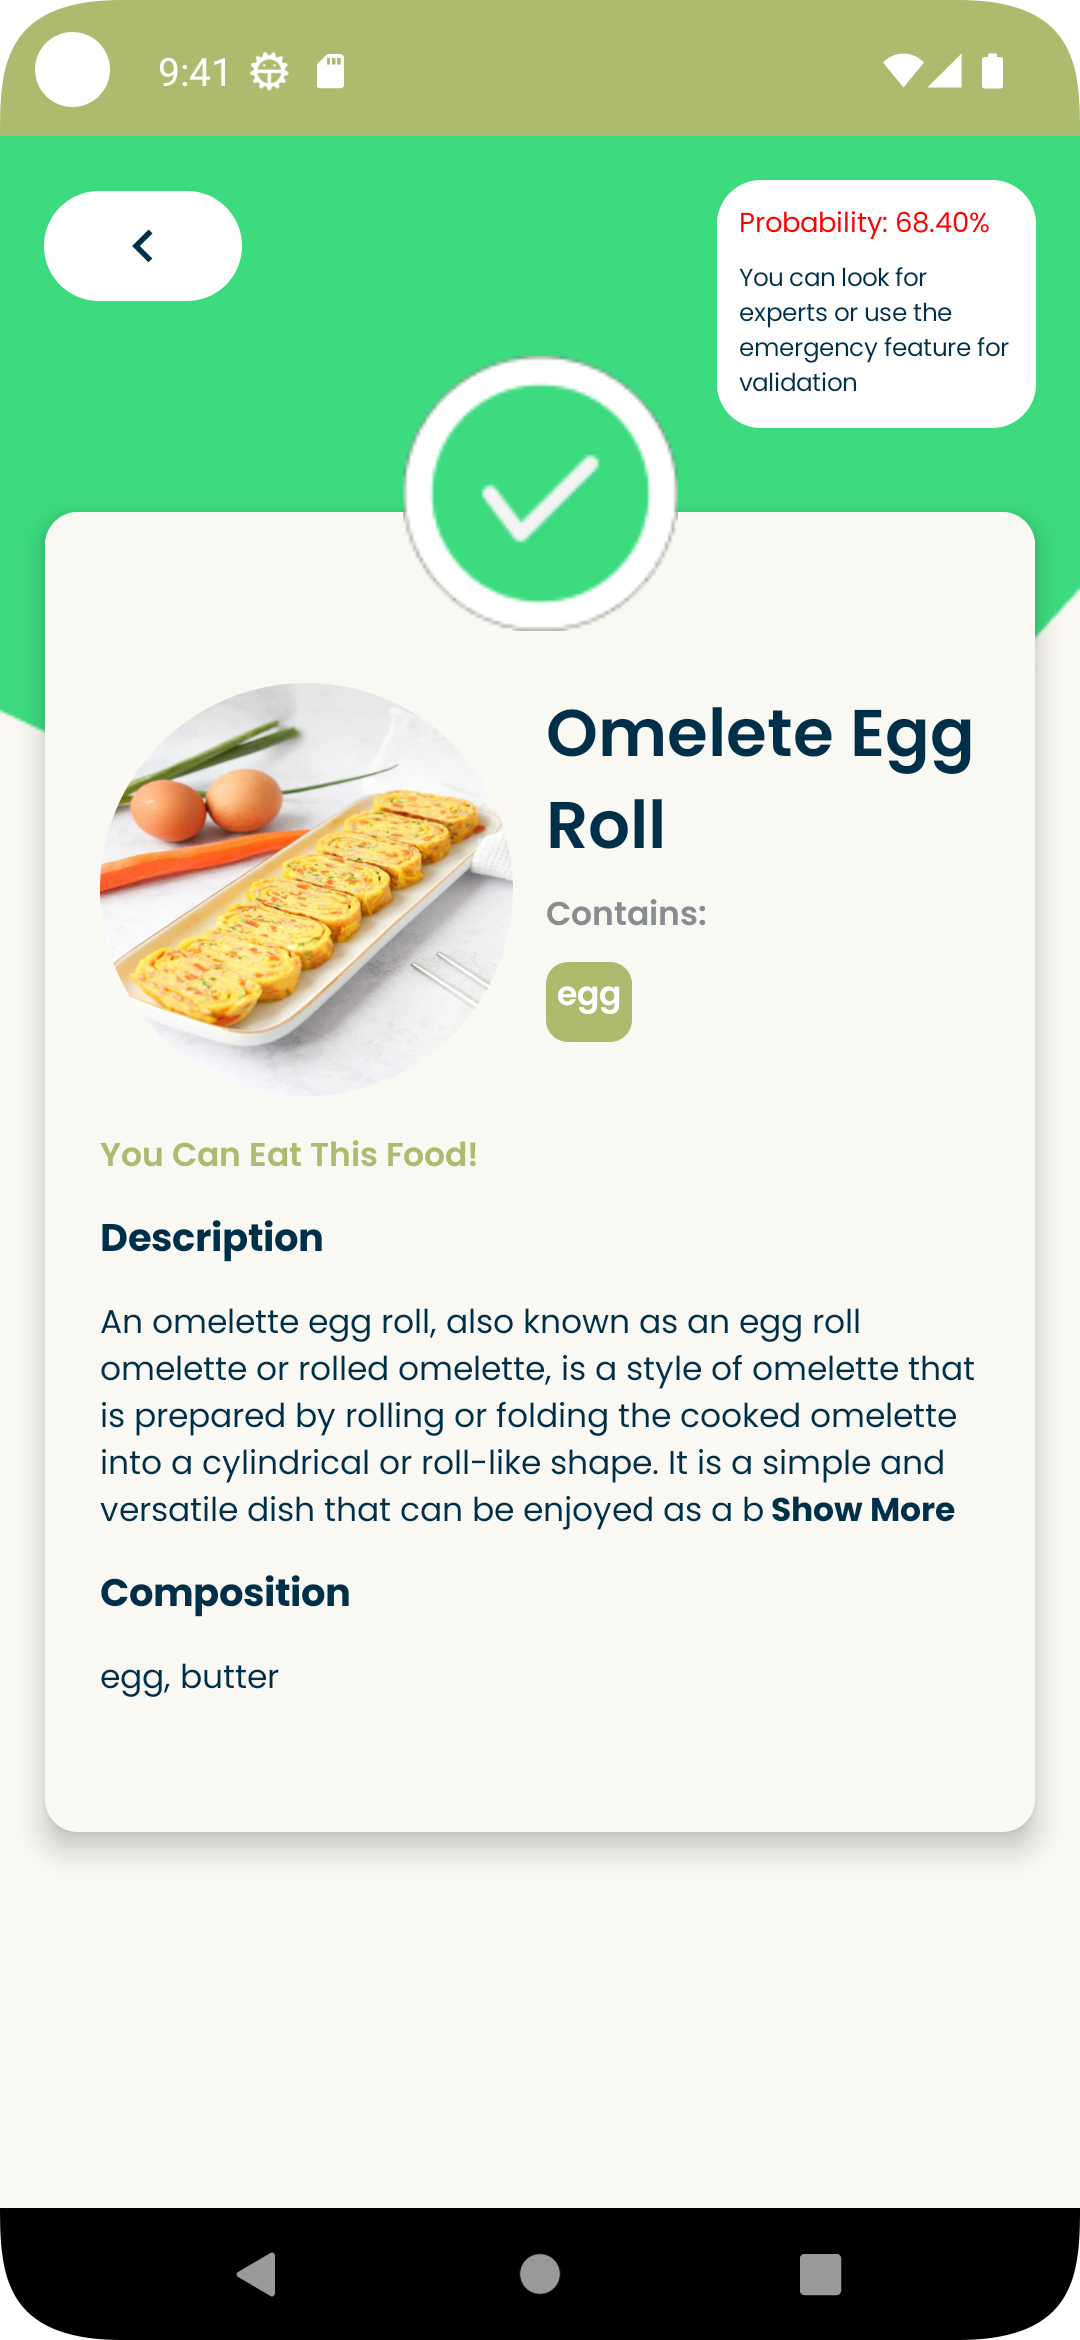 9:41
Probability: 68.40%
You can look for
experts or use the
emergency feature for
validation
Omelete Egg
Roll
Contains:
egg
You Can Eat This Food!
Description
An omelette egg roll, also known as an egg roll
omelette or rolled omelette, is a style of omelette that
is prepared by rolling or folding the cooked omelette
into a cylindrical or roll-like shape. It is a simple and
versatile dish that can be enjoyed as a b Show More
Composition
egg, butter